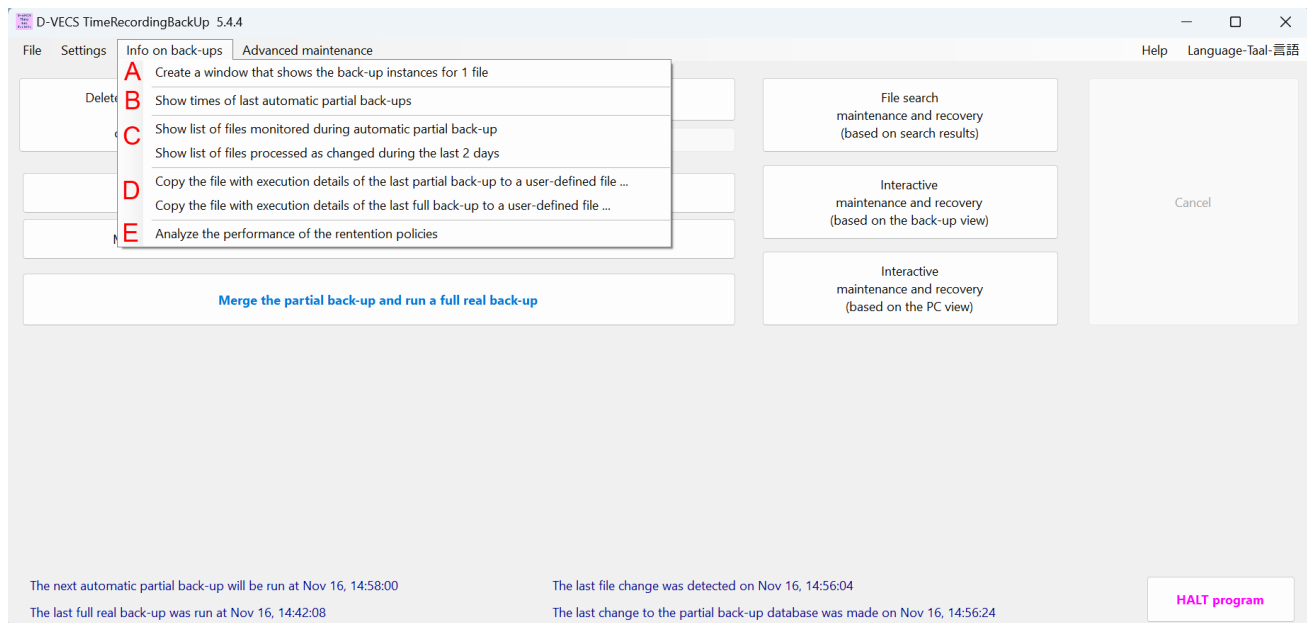 D-VECS TimeRecordingBackUp 5.4.4
File Settings Info on back-ups Advanced maintenance Help Language-Taal-言語
A Create a window that shows the back-up instances for 1 file
B Show times of last automatic partial back-ups
C Show list of files monitored during automatic partial back-up
Show list of files processed as changed during the last 2 days
D Copy the file with execution details of the last partial back-up to a user-defined file ...
Copy the file with execution details of the last full back-up to a user-defined file ...
E Analyze the performance of the rentention policies
Delete
Merge the partial back-up and run a full real back-up
File search
maintenance and recovery
(based on search results)
Interactive
maintenance and recovery
(based on the back-up view)
Interactive
maintenance and recovery
(based on the PC view)
Cancel
The next automatic partial back-up will be run at Nov 16, 14:58:00
The last file change was detected on Nov 16, 14:56:04
The last full real back-up was run at Nov 16, 14:42:08
The last change to the partial back-up database was made on Nov 16, 14:56:24
HALT program